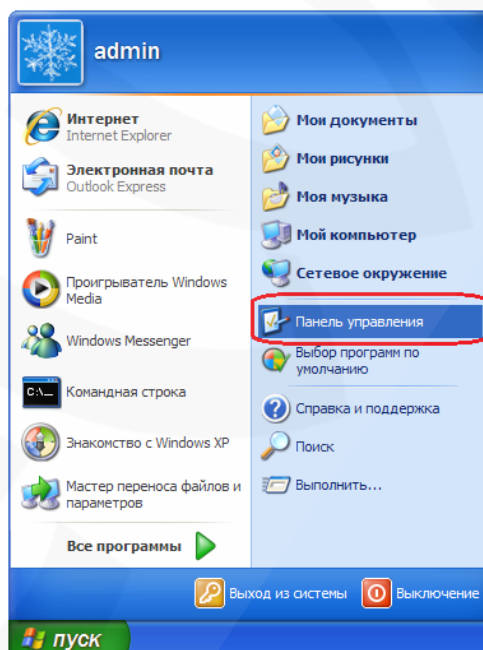 admin
Интернет
Internet Explorer
Электронная почта
Outlook Express
Paint
Проигрыватель Windows
Media
Windows Messenger
C:\_
Командная строка
Знакомство с Windows XP
Мастер переноса файлов и
параметров
Все программы
Мои документы
Мои рисунки
Моя музыка
Мой компьютер
Сетевое окружение
Панель управления
Выбор программ по
умолчанию
Справка и поддержка
Поиск
Выполнить...
Выход из системы
Выключение
пуск